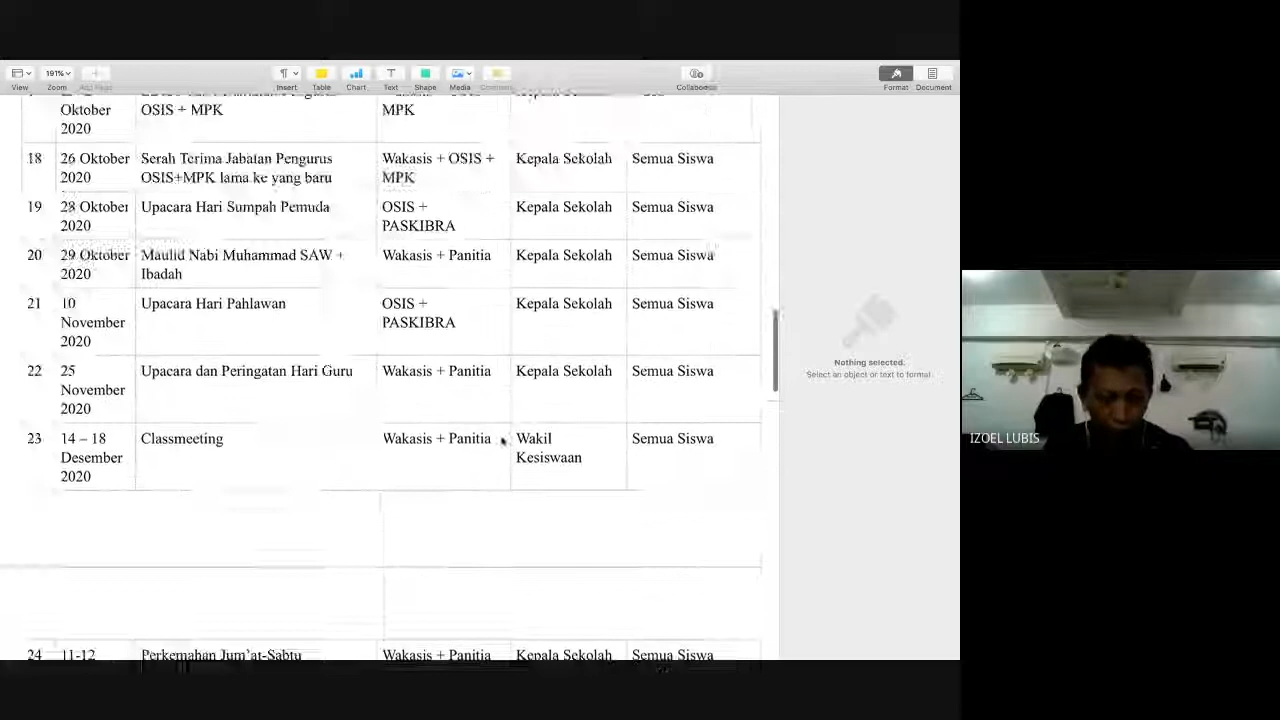 191%
View
Zoom
Add Page
Insert
Table
Chart
Text
Shape
Media
Comment
Collaborate
Format
Document
Oktober
2020
OSIS + MPK
MPK
18
26 Oktober
2020
Serah Terima Jabatan Pengurus
OSIS+MPK lama ke yang baru
Wakasis + OSIS +
MPK
Kepala Sekolah
Semua Siswa
19
28 Oktober
2020
Upacara Hari Sumpah Pemuda
OSIS +
PASKIBRA
Kepala Sekolah
Semua Siswa
20
29 Oktober
2020
Maulid Nabi Muhammad SAW +
Ibadah
Wakasis + Panitia
Kepala Sekolah
Semua Siswa
21
10
November
2020
Upacara Hari Pahlawan
OSIS +
PASKIBRA
Kepala Sekolah
Semua Siswa
22
25
November
2020
Upacara dan Peringatan Hari Guru
Wakasis + Panitia
Kepala Sekolah
Semua Siswa
23
14 – 18
Desember
2020
Classmeeting
Wakasis + Panitia
Wakil
Kesiswaan
Semua Siswa
24
11-12
Perkemahan Jum'at-Sabtu
Wakasis + Panitia
Kepala Sekolah
Semua Siswa
Nothing selected.
Select an object or text to format.
IZOEL LUBIS